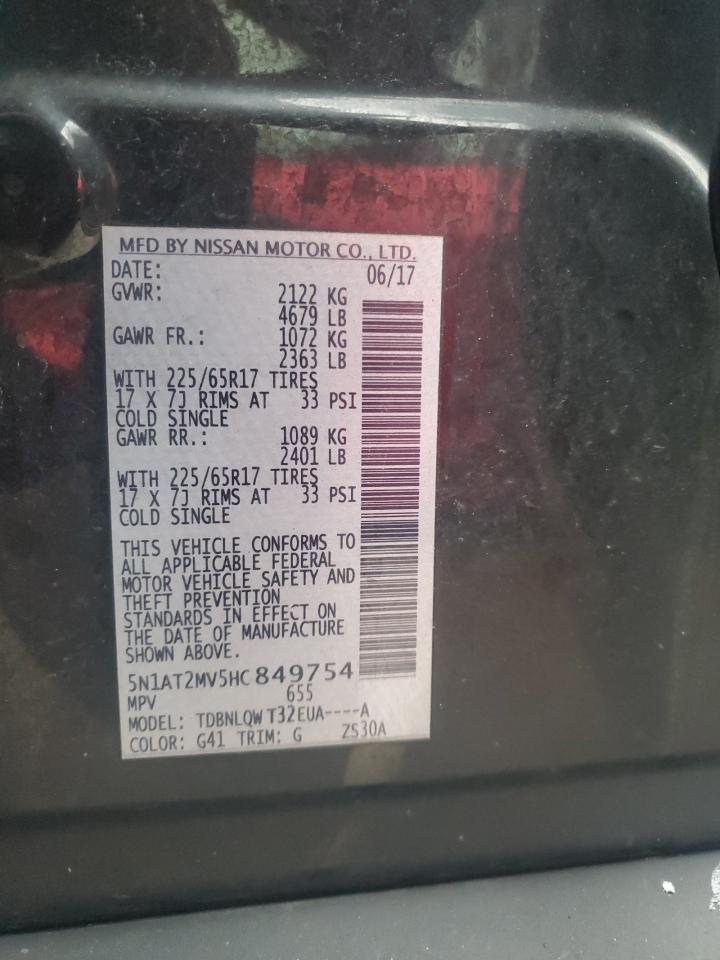 MFD BY NISSAN MOTOR CO., LTD.
DATE: 06/17
GVWR: 2122 KG
4679 LB
GAWR FR.: 1072 KG
2363 LB
WITH 225/65R17 TIRES
17 X 7J RIMS AT 33 PSI
COLD SINGLE
GAWR RR.: 1089 KG
2401 LB
WITH 225/65R17 TIRES
17 X 7J RIMS AT 33 PSI
COLD SINGLE
THIS VEHICLE CONFORMS TO
ALL APPLICABLE FEDERAL
MOTOR VEHICLE SAFETY AND
THEFT PREVENTION
STANDARDS IN EFFECT ON
THE DATE OF MANUFACTURE
SHOWN ABOVE.
5N1AT2MV5HC849754
MPV 655
MODEL: TDBNLQW T32EUA----A
COLOR: G41 TRIM: G ZS30A